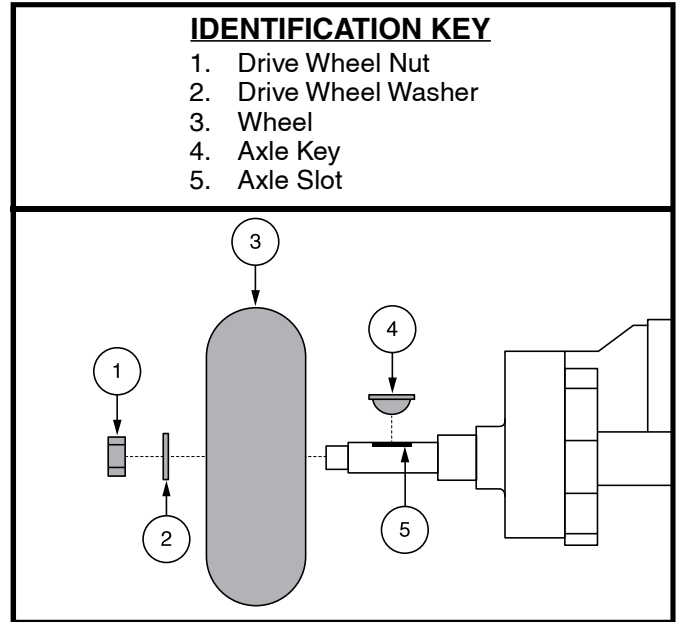 IDENTIFICATION KEY
1. Drive Wheel Nut
2. Drive Wheel Washer
3. Wheel
4. Axle Key
5. Axle Slot
3
4
1
2
5